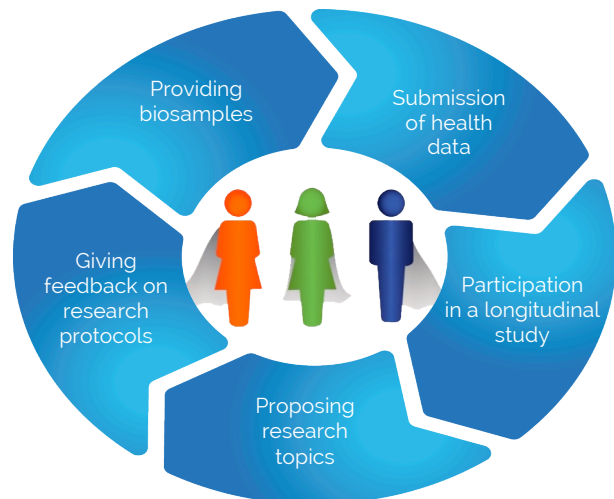 Providing
biosamples
Submission
of health
data
Participation
in a longitudinal
study
Proposing
research
topics
Giving
feedback on
research
protocols